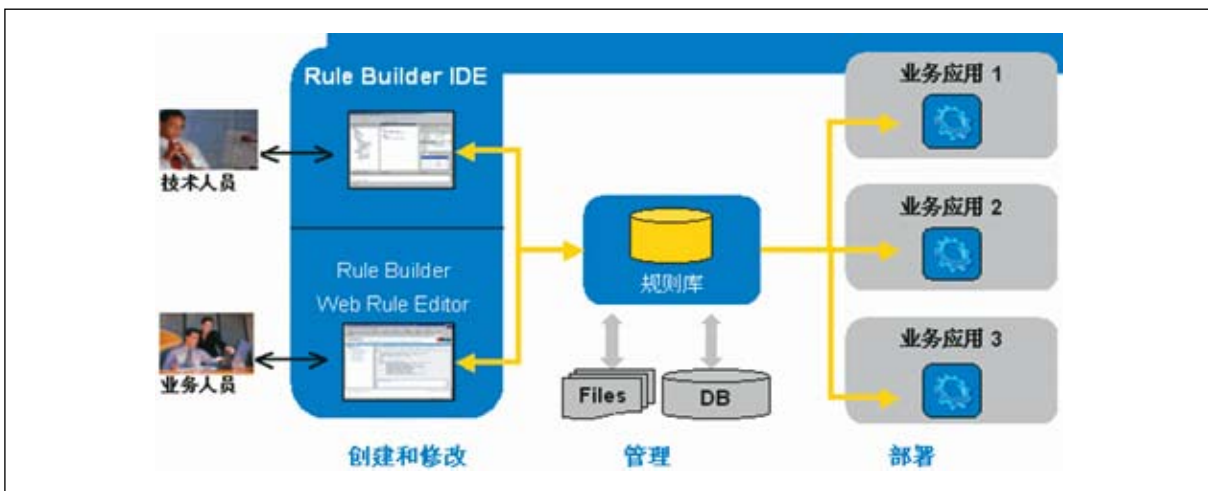 Rule Builder IDE
技术人员
Rule Builder
Web Rule Editor
业务人员
规则库
Files
DB
业务应用 1
业务应用 2
业务应用 3
创建和修改
管理
部署